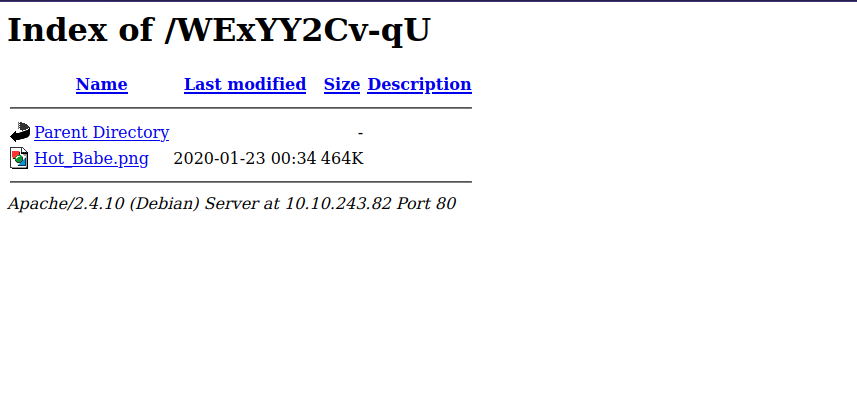 Index of /WExYY2Cv-qU
Name Last modified Size Description
Parent Directory -
Hot_Babe.png 2020-01-23 00:34 464K
Apache/2.4.10 (Debian) Server at 10.10.243.82 Port 80